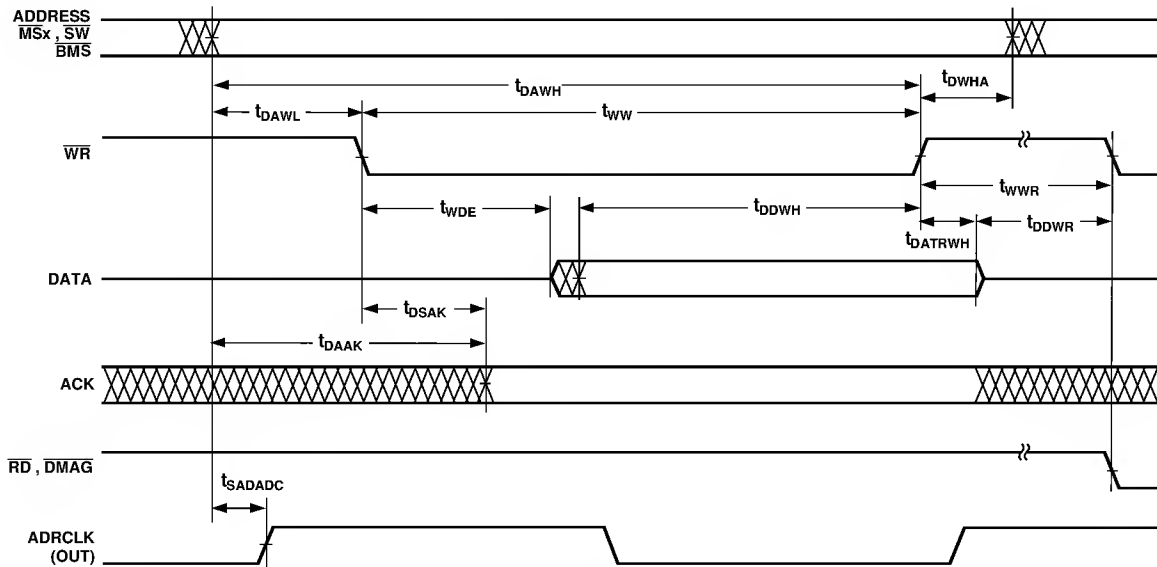 ADDRESS
MSx , SW
BMS
tDAWH
tDWHA
tDAWL
tWW
WR
tWWR
tWDE
tDDWH
tDATRWH
tDDWR
DATA
tDSAK
tDAAK
ACK
RD , DMAG
tSADADC
ADRCLK
(OUT)